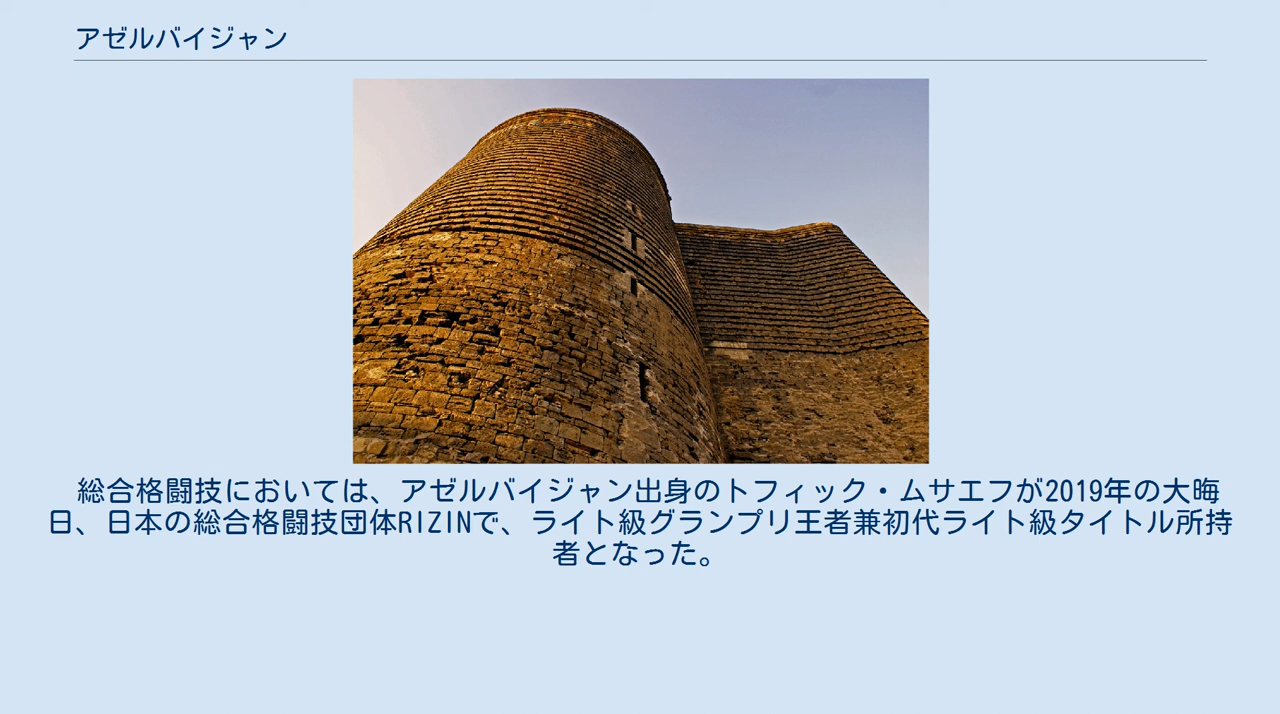 アゼルバイジャン
総合格闘技においては、アゼルバイジャン出身のトフィック・ムサエフが2019年の大晦
日、日本の総合格闘技団体RIZINで、ライト級グランプリ王者兼初代ライト級タイトル所持
者となった。